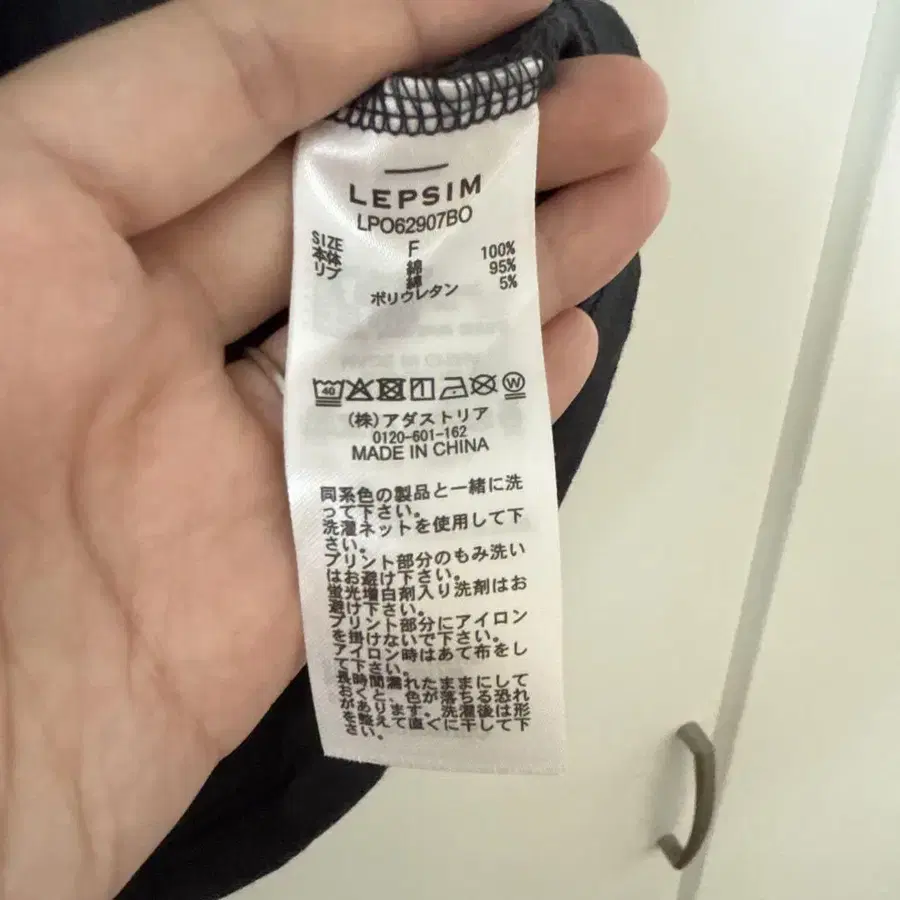 LEPSIM
LPO62907BO
SIZE F
本体 綿 100%
リブ 綿 95%
ポリウレタン 5%
40 W
(株)アダストリア
0120-601-162
MADE IN CHINA
同系色の製品と一緒に洗
って下さい。
洗濯ネットを使用して下
さい。
プリント部分のもみ洗い
はお避け下さい。
蛍光増白剤入り洗剤はお
避け下さい。
プリント部分にアイロン
を掛けないで下さい。
アイロン時はあて布をし
て下さい。
長時間濡れたままにして
おくと、色が落ちる恐れ
があります。洗濯後は形
を整えて直ぐに干して下
さい。